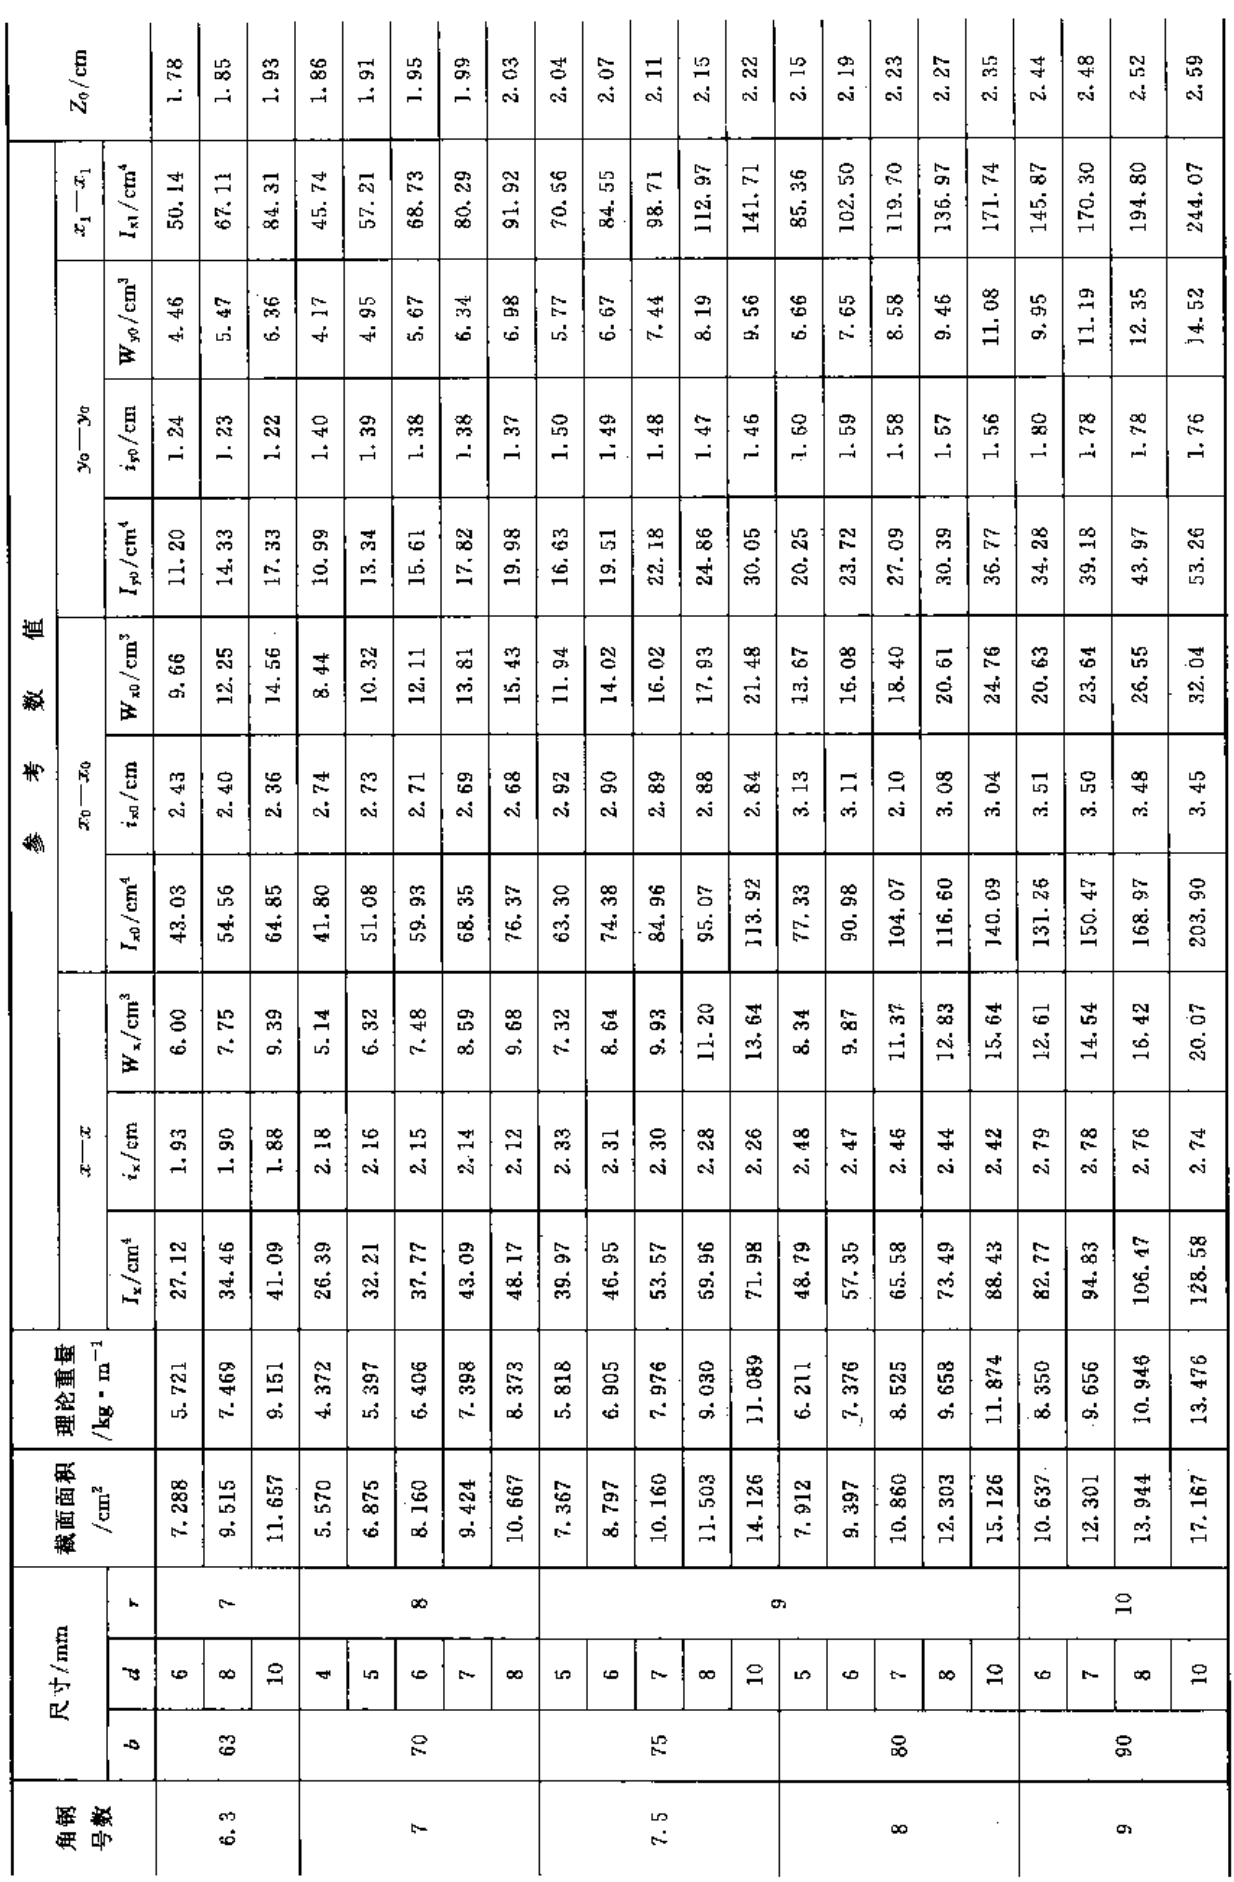 角钢号数 尺寸/mm 截面面积/cm² 理论重量/kg·m⁻¹ 参考数值 Z₀/cm
x—x x₀—x₀ y₀—y₀ x₁—x₁
b d r Iₓ/cm⁴ iₓ/cm Wₓ/cm³ Iₓ₀/cm⁴ iₓ₀/cm Wₓ₀/cm³ I_y0/cm⁴ i_y0/cm W_y0/cm³ Iₓ₁/cm⁴
6.3 63 6 7 7.288 5.721 27.12 1.93 6.00 43.03 2.43 9.66 11.20 1.24 4.46 50.14 1.78
8 9.515 7.469 34.46 1.90 7.75 54.56 2.40 12.25 14.33 1.23 5.47 67.11 1.85
10 11.657 9.151 41.09 1.88 9.39 64.85 2.36 14.56 17.33 1.22 6.36 84.31 1.93
7 70 4 8 5.570 4.372 26.39 2.18 5.14 41.80 2.74 8.44 10.99 1.40 4.17 45.74 1.86
5 6.875 5.397 32.21 2.16 6.32 51.08 2.73 10.32 13.34 1.39 4.95 57.21 1.91
6 8.160 6.406 37.77 2.15 7.48 59.93 2.71 12.11 15.61 1.38 5.67 68.73 1.95
7 9.424 7.398 43.09 2.14 8.59 68.35 2.69 13.81 17.82 1.38 6.34 80.29 1.99
8 10.667 8.373 48.17 2.12 9.68 76.37 2.68 15.43 19.98 1.37 6.98 91.92 2.03
7.5 75 5 9 7.367 5.818 39.97 2.33 7.32 63.30 2.92 11.94 16.63 1.50 5.77 70.56 2.04
6 8.797 6.905 46.95 2.31 8.64 74.38 2.90 14.02 19.51 1.49 6.67 84.55 2.07
7 10.160 7.976 53.57 2.30 9.93 84.96 2.89 16.02 22.18 1.48 7.44 98.71 2.11
8 11.503 9.030 59.96 2.28 11.20 95.07 2.88 17.93 24.86 1.47 8.19 112.97 2.15
10 14.126 11.089 71.98 2.26 13.64 113.92 2.84 21.48 30.05 1.46 9.56 141.71 2.22
8 80 5 7.912 6.211 48.79 2.48 8.34 77.33 3.13 13.67 20.25 1.60 6.66 85.36 2.15
6 9.397 7.376 57.35 2.47 9.87 90.98 3.11 16.08 23.72 1.59 7.65 102.50 2.19
7 10.860 8.525 65.58 2.46 11.37 104.07 2.10 18.40 27.09 1.58 8.58 119.70 2.23
8 12.303 9.658 73.49 2.44 12.83 116.60 3.08 20.61 30.39 1.57 9.46 136.97 2.27
10 15.126 11.874 88.43 2.42 15.64 140.09 3.04 24.76 36.77 1.56 11.08 171.74 2.35
9 90 6 10 10.637 8.350 82.77 2.79 12.61 131.26 3.51 20.63 34.28 1.80 9.95 145.87 2.44
7 12.301 9.656 94.83 2.78 14.54 150.47 3.50 23.64 39.18 1.78 11.19 170.30 2.48
8 13.944 10.946 106.47 2.76 16.42 168.97 3.48 26.55 43.97 1.78 12.35 194.80 2.52
10 17.167 13.476 128.58 2.74 20.07 203.90 3.45 32.04 53.26 1.76 14.52 244.07 2.59